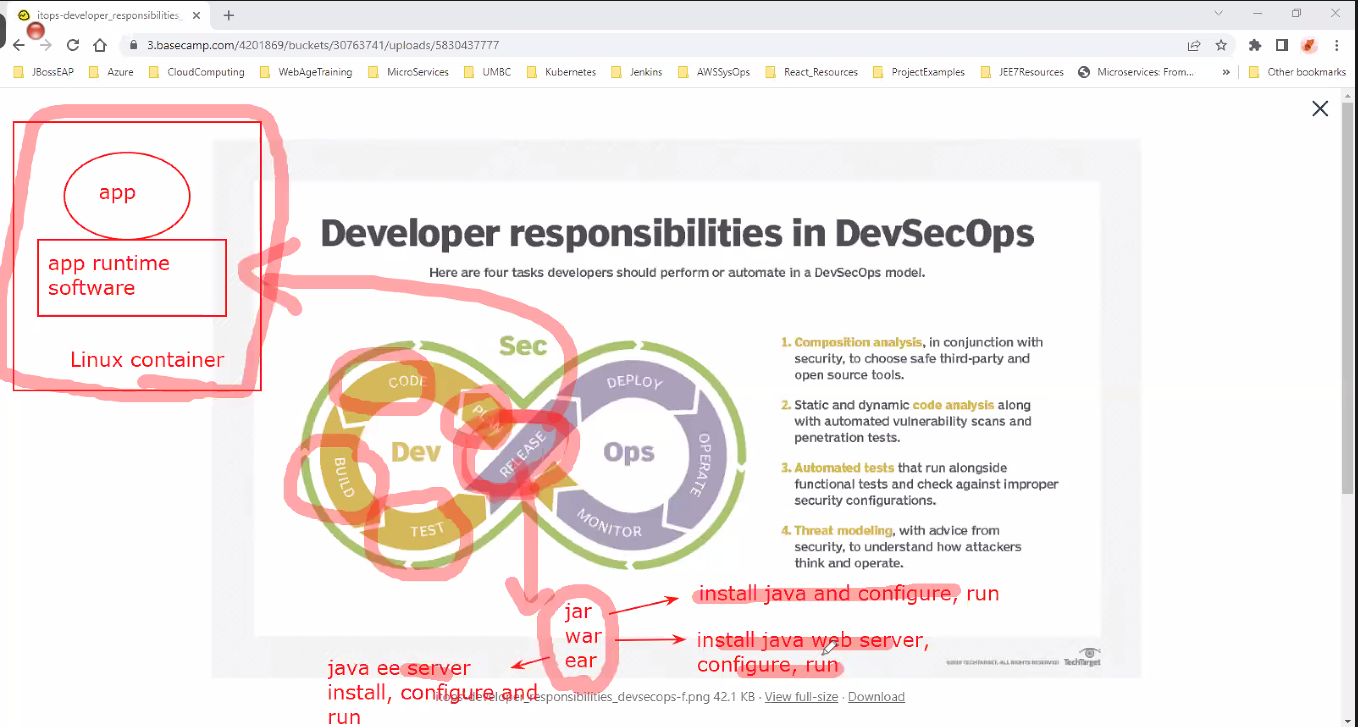 itops-developer_responsibilities_
3.basecamp.com/4201869/buckets/30763741/uploads/5830437777
JBossEAP
Azure
CloudComputing
WebAgeTraining
MicroServices
UMBC
Kubernetes
Jenkins
AWSSysOps
React_Resources
ProjectExamples
JEE7Resources
Microservices: From...
»
Other bookmarks
app
app runtime
software
Linux container
Developer responsibilities in DevSecOps
Here are four tasks developers should perform or automate in a DevSecOps model.
Sec
CODE
PLAN
BUILD
Dev
TEST
RELEASE
DEPLOY
Ops
OPERATE
MONITOR
1. Composition analysis, in conjunction with
security, to choose safe third-party and
open source tools.
2. Static and dynamic code analysis along
with automated vulnerability scans and
penetration tests.
3. Automated tests that run alongside
functional tests and check against improper
security configurations.
4. Threat modeling, with advice from
security, to understand how attackers
think and operate.
jar
war
ear
install java and configure, run
install java web server,
configure, run
java ee server
install, configure and
run
©2021 TECHTARGET. ALL RIGHTS RESERVED
TechTarget
itops-developer_responsibilities_devsecops-f.png 42.1 KB · View full-size · Download